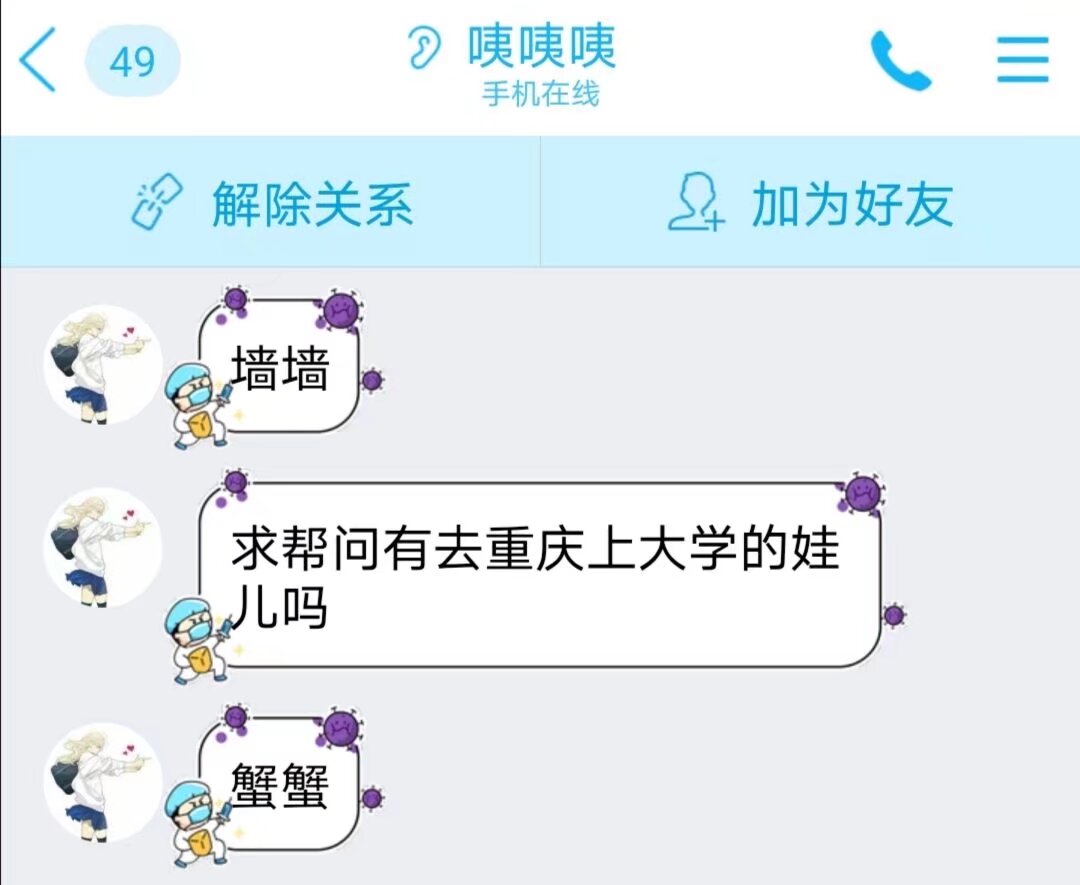 49
咦咦咦
手机在线
解除关系
加为好友
墙墙
求帮问有去重庆上大学的娃
儿吗
蟹蟹